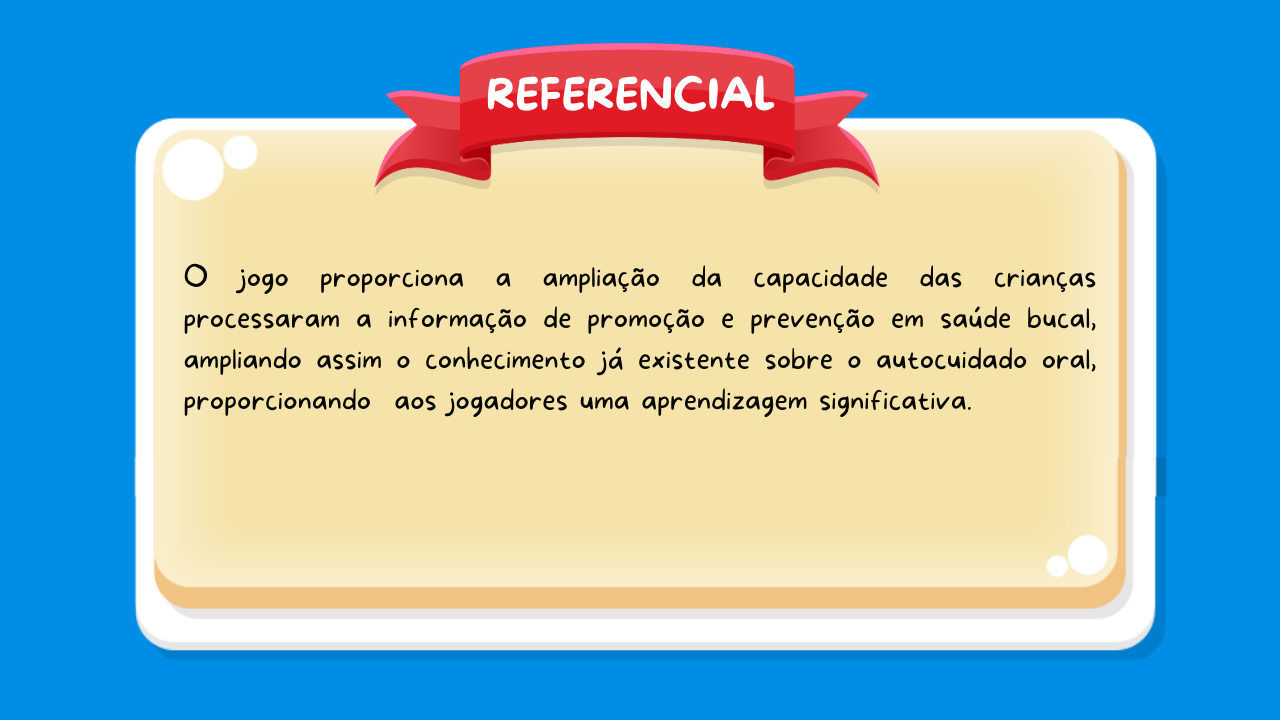 REFERENCIAL
O jogo proporciona a ampliação da capacidade das crianças
processaram a informação de promoção e prevenção em saúde bucal,
ampliando assim o conhecimento já existente sobre o autocuidado oral,
proporcionando aos jogadores uma aprendizagem significativa.